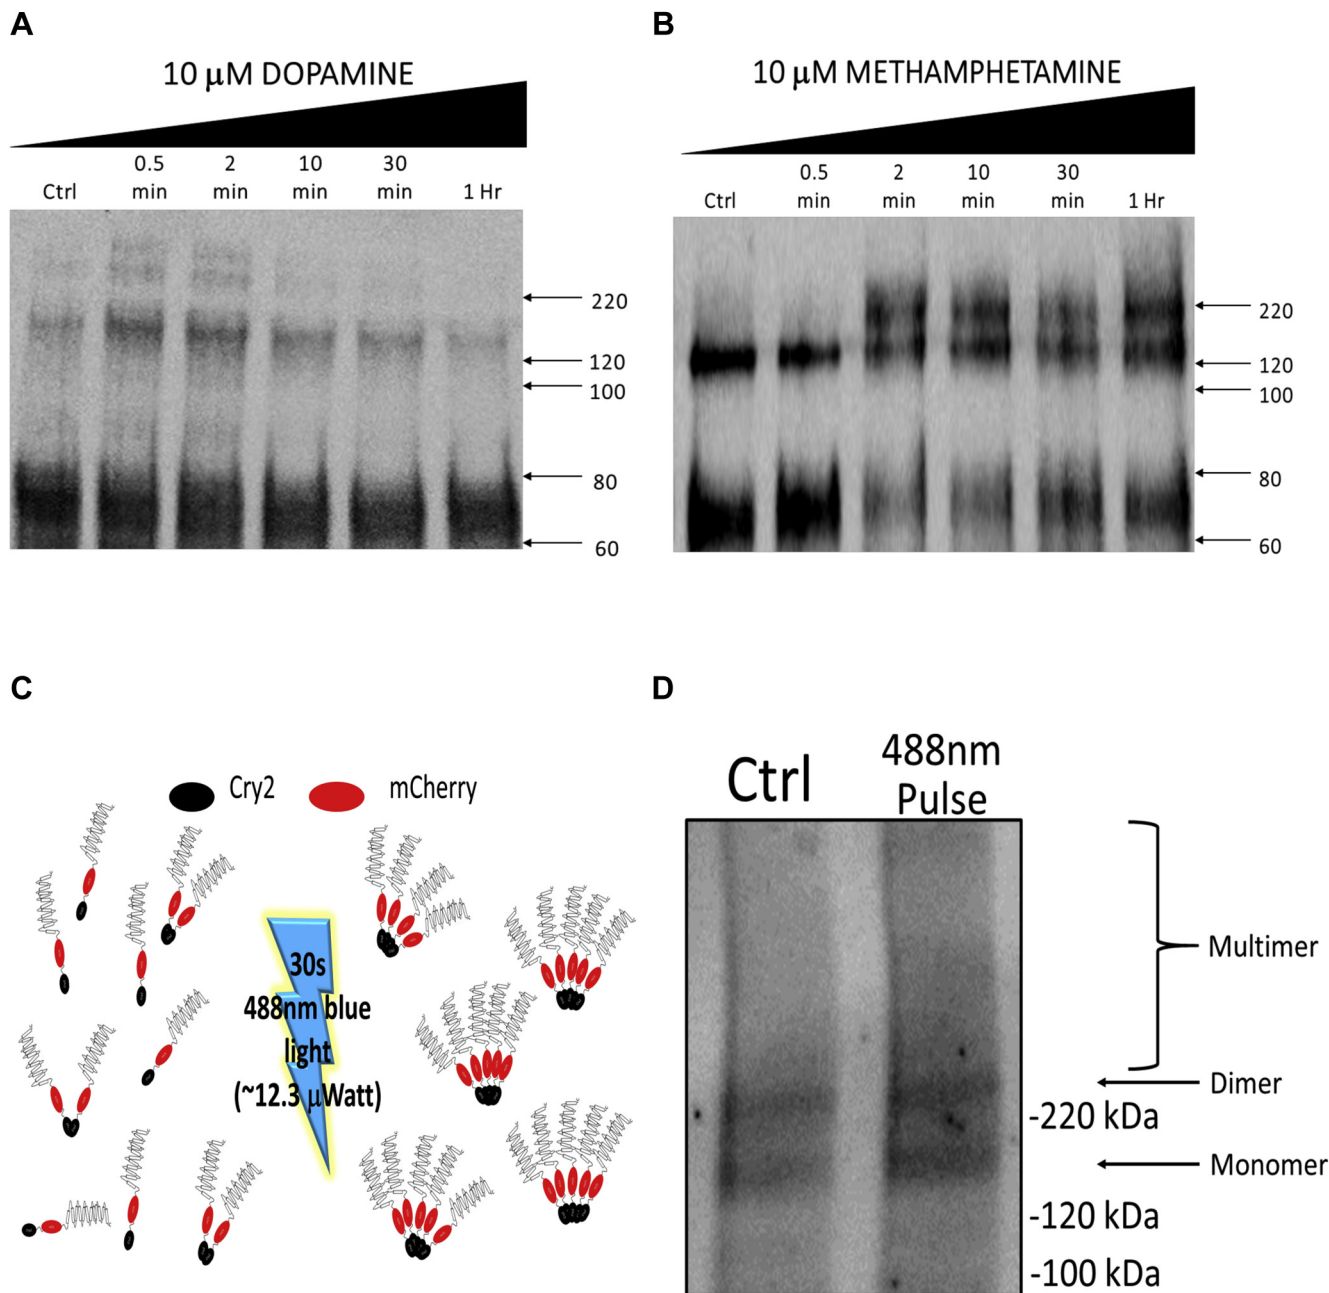 A
10 μM DOPAMINE
Ctrl
0.5 min
2 min
10 min
30 min
1 Hr
220
120
100
80
60
B
10 μM METHAMPHETAMINE
Ctrl
0.5 min
2 min
10 min
30 min
1 Hr
220
120
100
80
60
C
Cry2
mCherry
30s
488nm blue
light
(~12.3 μWatt)
D
Ctrl
488nm
Pulse
Multimer
Dimer
-220 kDa
Monomer
-120 kDa
-100 kDa